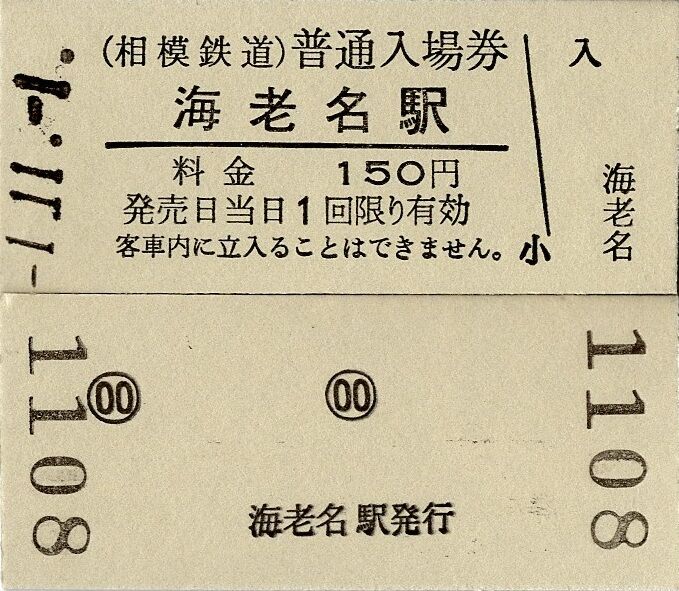 (相模鉄道)普通入場券
海老名駅
料金 150円
発売日当日1回限り有効
客車内に立入ることはできません。
小
入
海老名
1108
00
00
1108
海老名駅発行